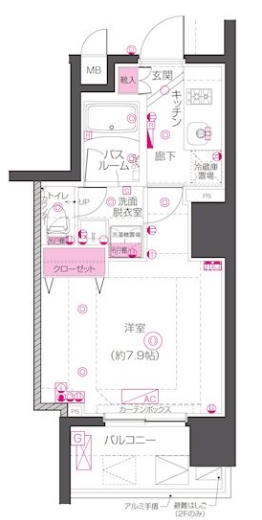 MB
靴入
玄関
キッチン
バス
ルーム
廊下
冷蔵庫
置場
トイレ
UP
洗面
脱衣室
PS
洗濯機置場
クローゼット
洋室
(約7.9帖)
AC
カーテンボックス
PS
G
バルコニー
アルミ手摺
避難はしご
(2Fのみ)